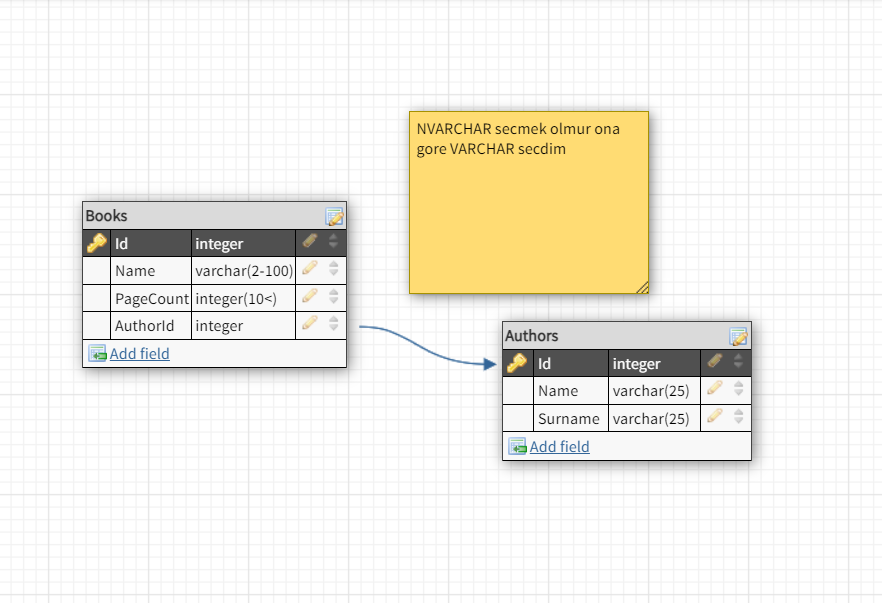 NVARCHAR secmek olmur ona
gore VARCHAR secdim
Books
Id integer
Name varchar(2-100)
PageCount integer(10<)
AuthorId integer
Add field
Authors
Id integer
Name varchar(25)
Surname varchar(25)
Add field